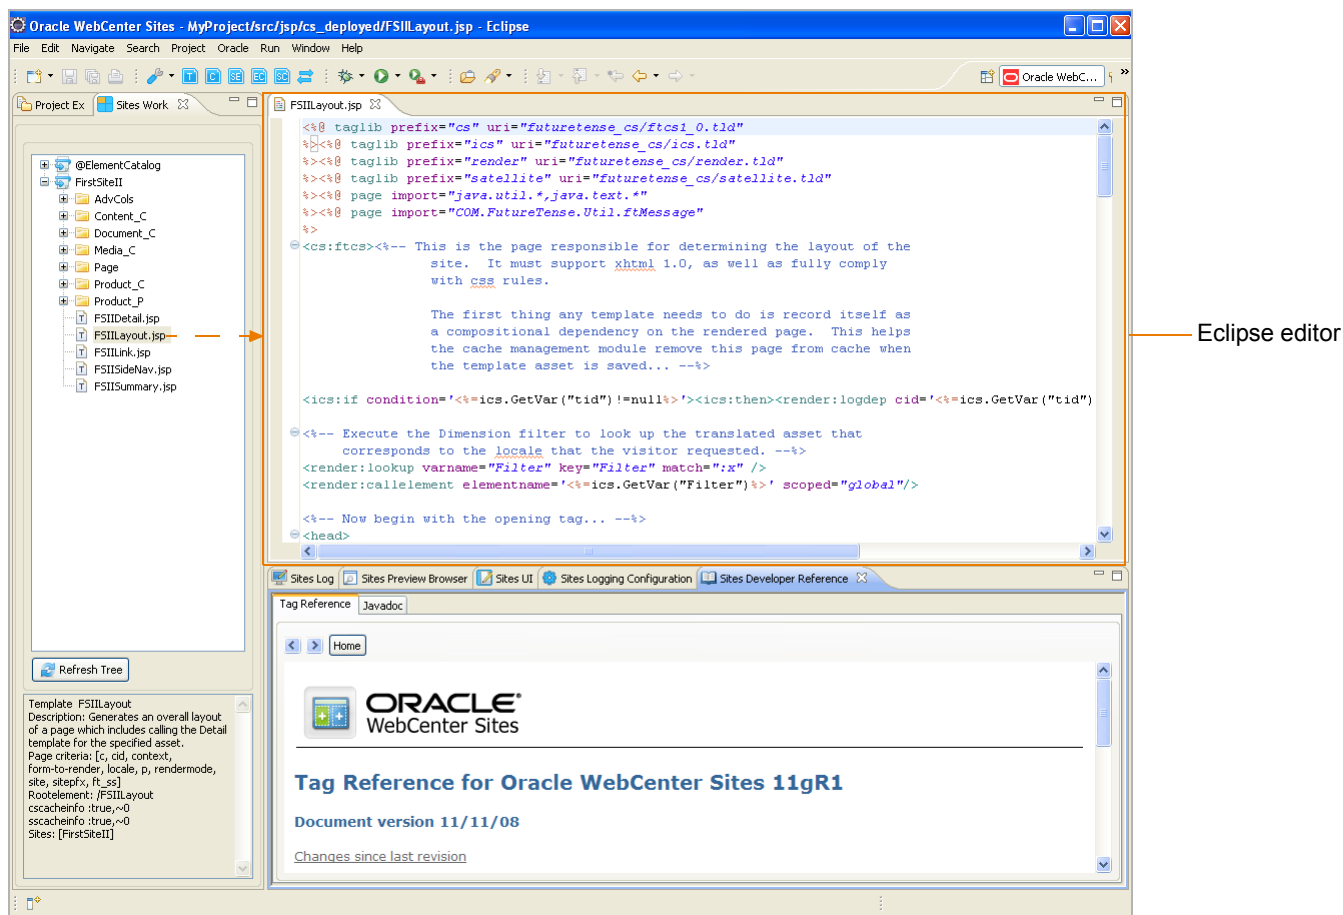 Oracle WebCenter Sites - MyProject/src/jsp/cs_deployed/FSIILayout.jsp - Eclipse
File Edit Navigate Search Project Oracle Run Window Help
T C SE EC SC
Oracle WebC...
Project Ex
Sites Work
@ElementCatalog
FirstSiteII
AdvCols
Content_C
Document_C
Media_C
Page
Product_C
Product_P
FSIIDetail.jsp
FSIILayout.jsp
FSIILink.jsp
FSIISideNav.jsp
FSIISummary.jsp
Refresh Tree
Template FSIILayout
Description: Generates an overall layout
of a page which includes calling the Detail
template for the specified asset.
Page criteria: [c, cid, context,
form-to-render, locale, p, rendermode,
site, sitepfx, ft_ss]
Rootelement: /FSIILayout
cscacheinfo :true,~0
sscacheinfo :true,~0
Sites: [FirstSiteII]
FSIILayout.jsp
<%@ taglib prefix="cs" uri="futuretense_cs/ftcs1_0.tld"
%><%@ taglib prefix="ics" uri="futuretense_cs/ics.tld"
%><%@ taglib prefix="render" uri="futuretense_cs/render.tld"
%><%@ taglib prefix="satellite" uri="futuretense_cs/satellite.tld"
%><%@ page import="java.util.*,java.text.*"
%><%@ page import="COM.FutureTense.Util.ftMessage"
%>
<cs:ftcs><%-- This is the page responsible for determining the layout of the
site. It must support xhtml 1.0, as well as fully comply
with css rules.
The first thing any template needs to do is record itself as
a compositional dependency on the rendered page. This helps
the cache management module remove this page from cache when
the template asset is saved... --%>
<ics:if condition='<%=ics.GetVar("tid")!=null%>'><ics:then><render:logdep cid='<%=ics.GetVar("tid")
<%-- Execute the Dimension filter to look up the translated asset that
corresponds to the locale that the visitor requested. --%>
<render:lookup varname="Filter" key="Filter" match=":x" />
<render:callelement elementname='<%=ics.GetVar("Filter")%>' scoped="global"/>
<%-- Now begin with the opening tag... --%>
<head>
Eclipse editor
Sites Log
Sites Preview Browser
Sites UI
Sites Logging Configuration
Sites Developer Reference
Tag Reference
Javadoc
Home
ORACLE
WebCenter Sites
Tag Reference for Oracle WebCenter Sites 11gR1
Document version 11/11/08
Changes since last revision